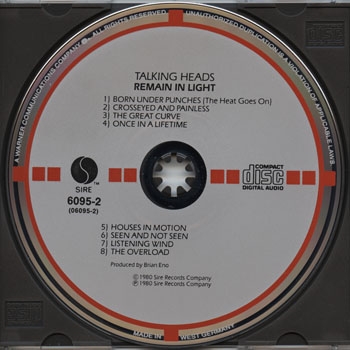 A WARNER COMMUNICATIONS COMPANY ALL RIGHTS RESERVED
UNAUTHORIZED DUPLICATION IS A VIOLATION OF APPLICABLE LAWS.
TALKING HEADS
REMAIN IN LIGHT
1) BORN UNDER PUNCHES (The Heat Goes On)
2) CROSSEYED AND PAINLESS
3) THE GREAT CURVE
4) ONCE IN A LIFETIME
SIRE
TM
6095-2
(06095-2)
COMPACT
disc
DIGITAL AUDIO
5) HOUSES IN MOTION
6) SEEN AND NOT SEEN
7) LISTENING WIND
8) THE OVERLOAD
Produced by Brian Eno
© 1980 Sire Records Company
℗ 1980 Sire Records Company
MADE IN
WEST GERMANY